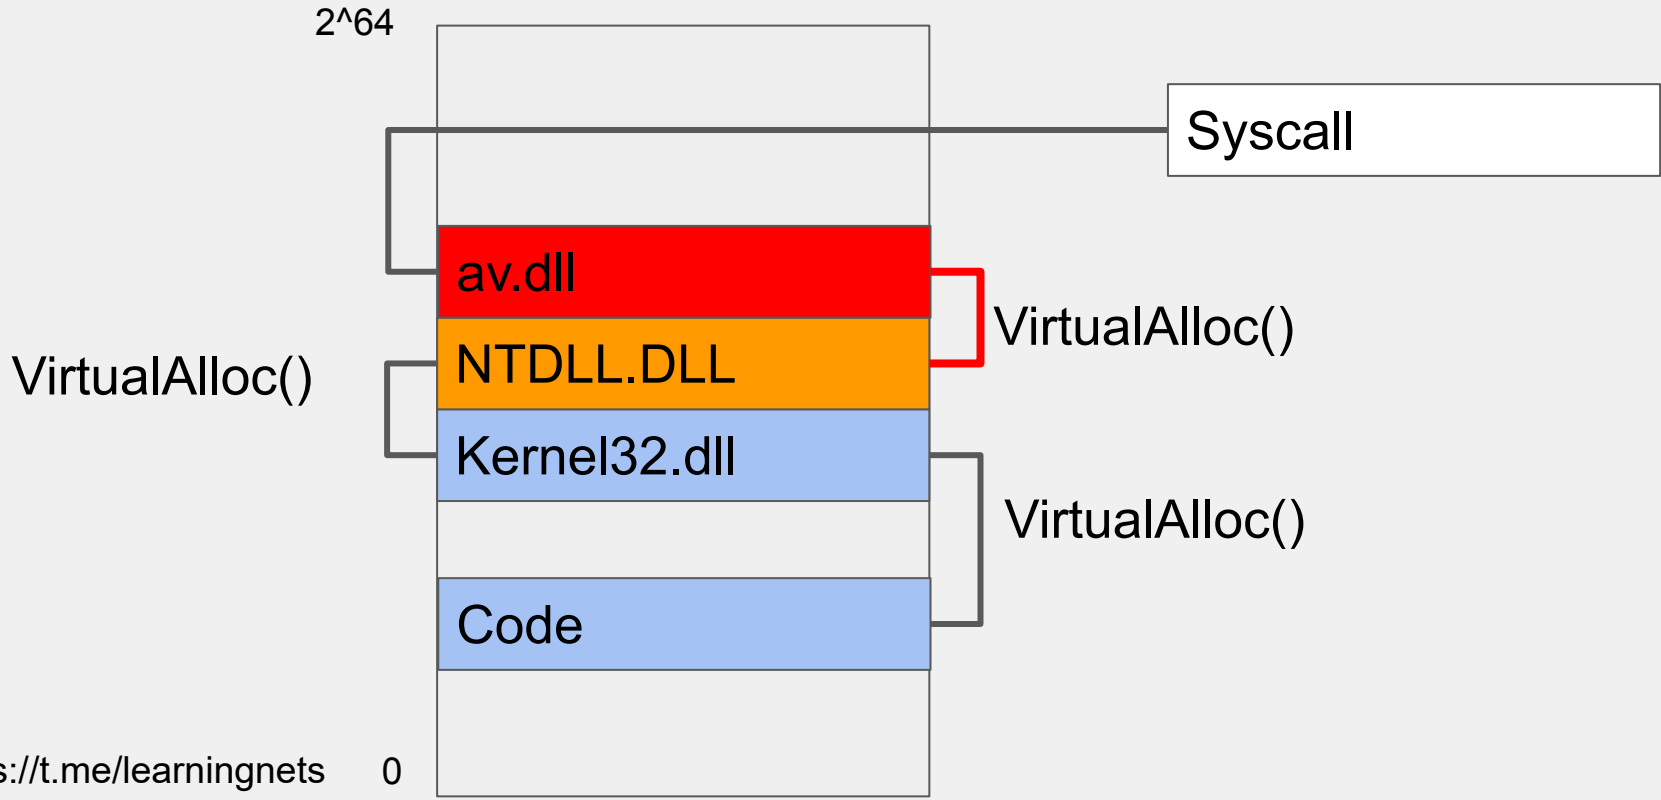 2^64
Syscall
av.dll
VirtualAlloc()
NTDLL.DLL
VirtualAlloc()
Kernel32.dll
VirtualAlloc()
Code
s://t.me/learningnets
0